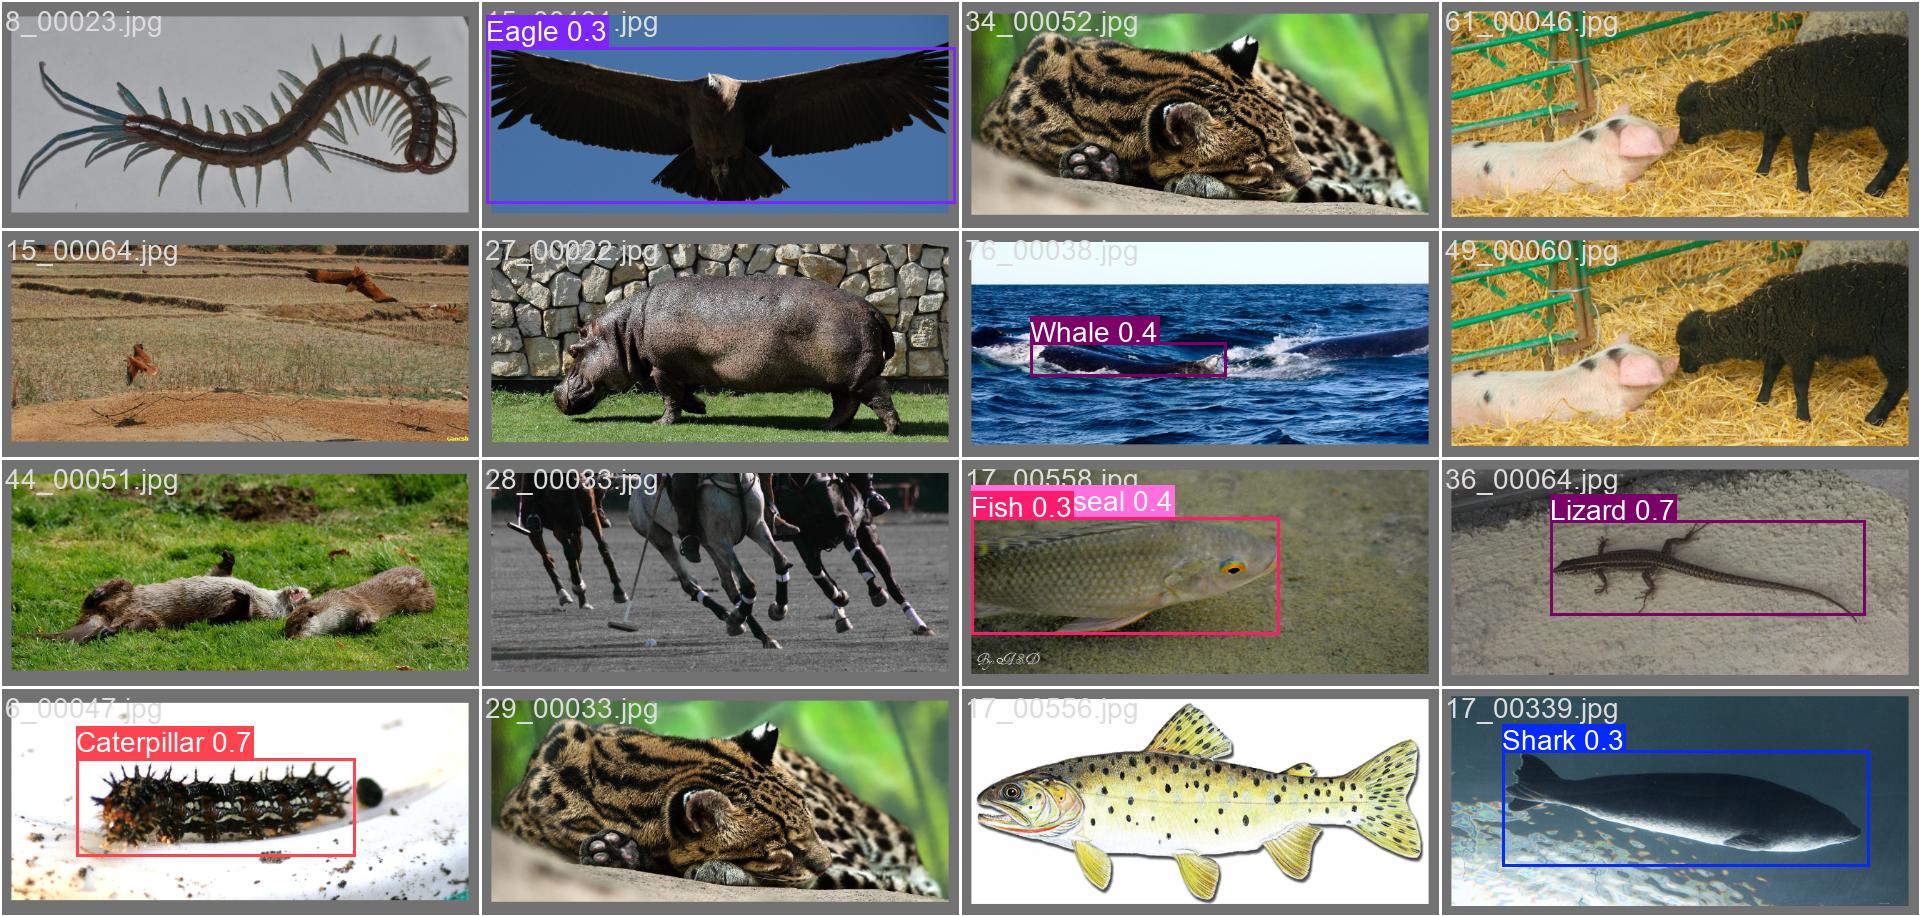 8_00023.jpg
Eagle 0.3
.jpg
34_00052.jpg
61_00046.jpg
15_00064.jpg
27_00022.jpg
76_00038.jpg
Whale 0.4
49_00060.jpg
44_00051.jpg
28_00033.jpg
17_00558.jpg
Fish 0.3
seal 0.4
36_00064.jpg
Lizard 0.7
6_00047.jpg
Caterpillar 0.7
29_00033.jpg
17_00556.jpg
17_00339.jpg
Shark 0.3